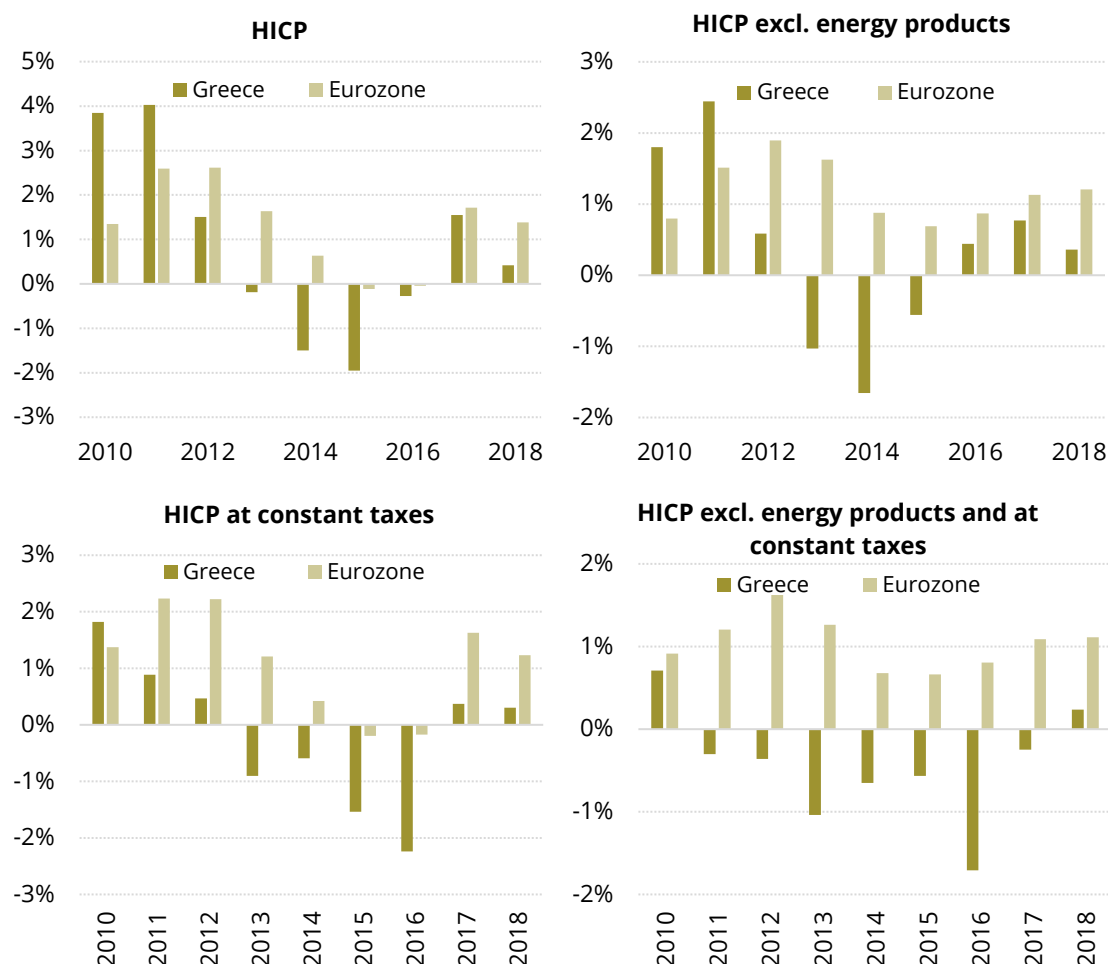 HICP
5%
4%
3%
2%
1%
0%
-1%
-2%
-3%
Greece Eurozone
2010 2012 2014 2016 2018
HICP excl. energy products
3%
2%
1%
0%
-1%
-2%
Greece Eurozone
2010 2012 2014 2016 2018
HICP at constant taxes
3%
2%
1%
0%
-1%
-2%
-3%
Greece Eurozone
2010 2011 2012 2013 2014 2015 2016 2017 2018
HICP excl. energy products and at
constant taxes
2%
1%
0%
-1%
-2%
Greece Eurozone
2010 2011 2012 2013 2014 2015 2016 2017 2018